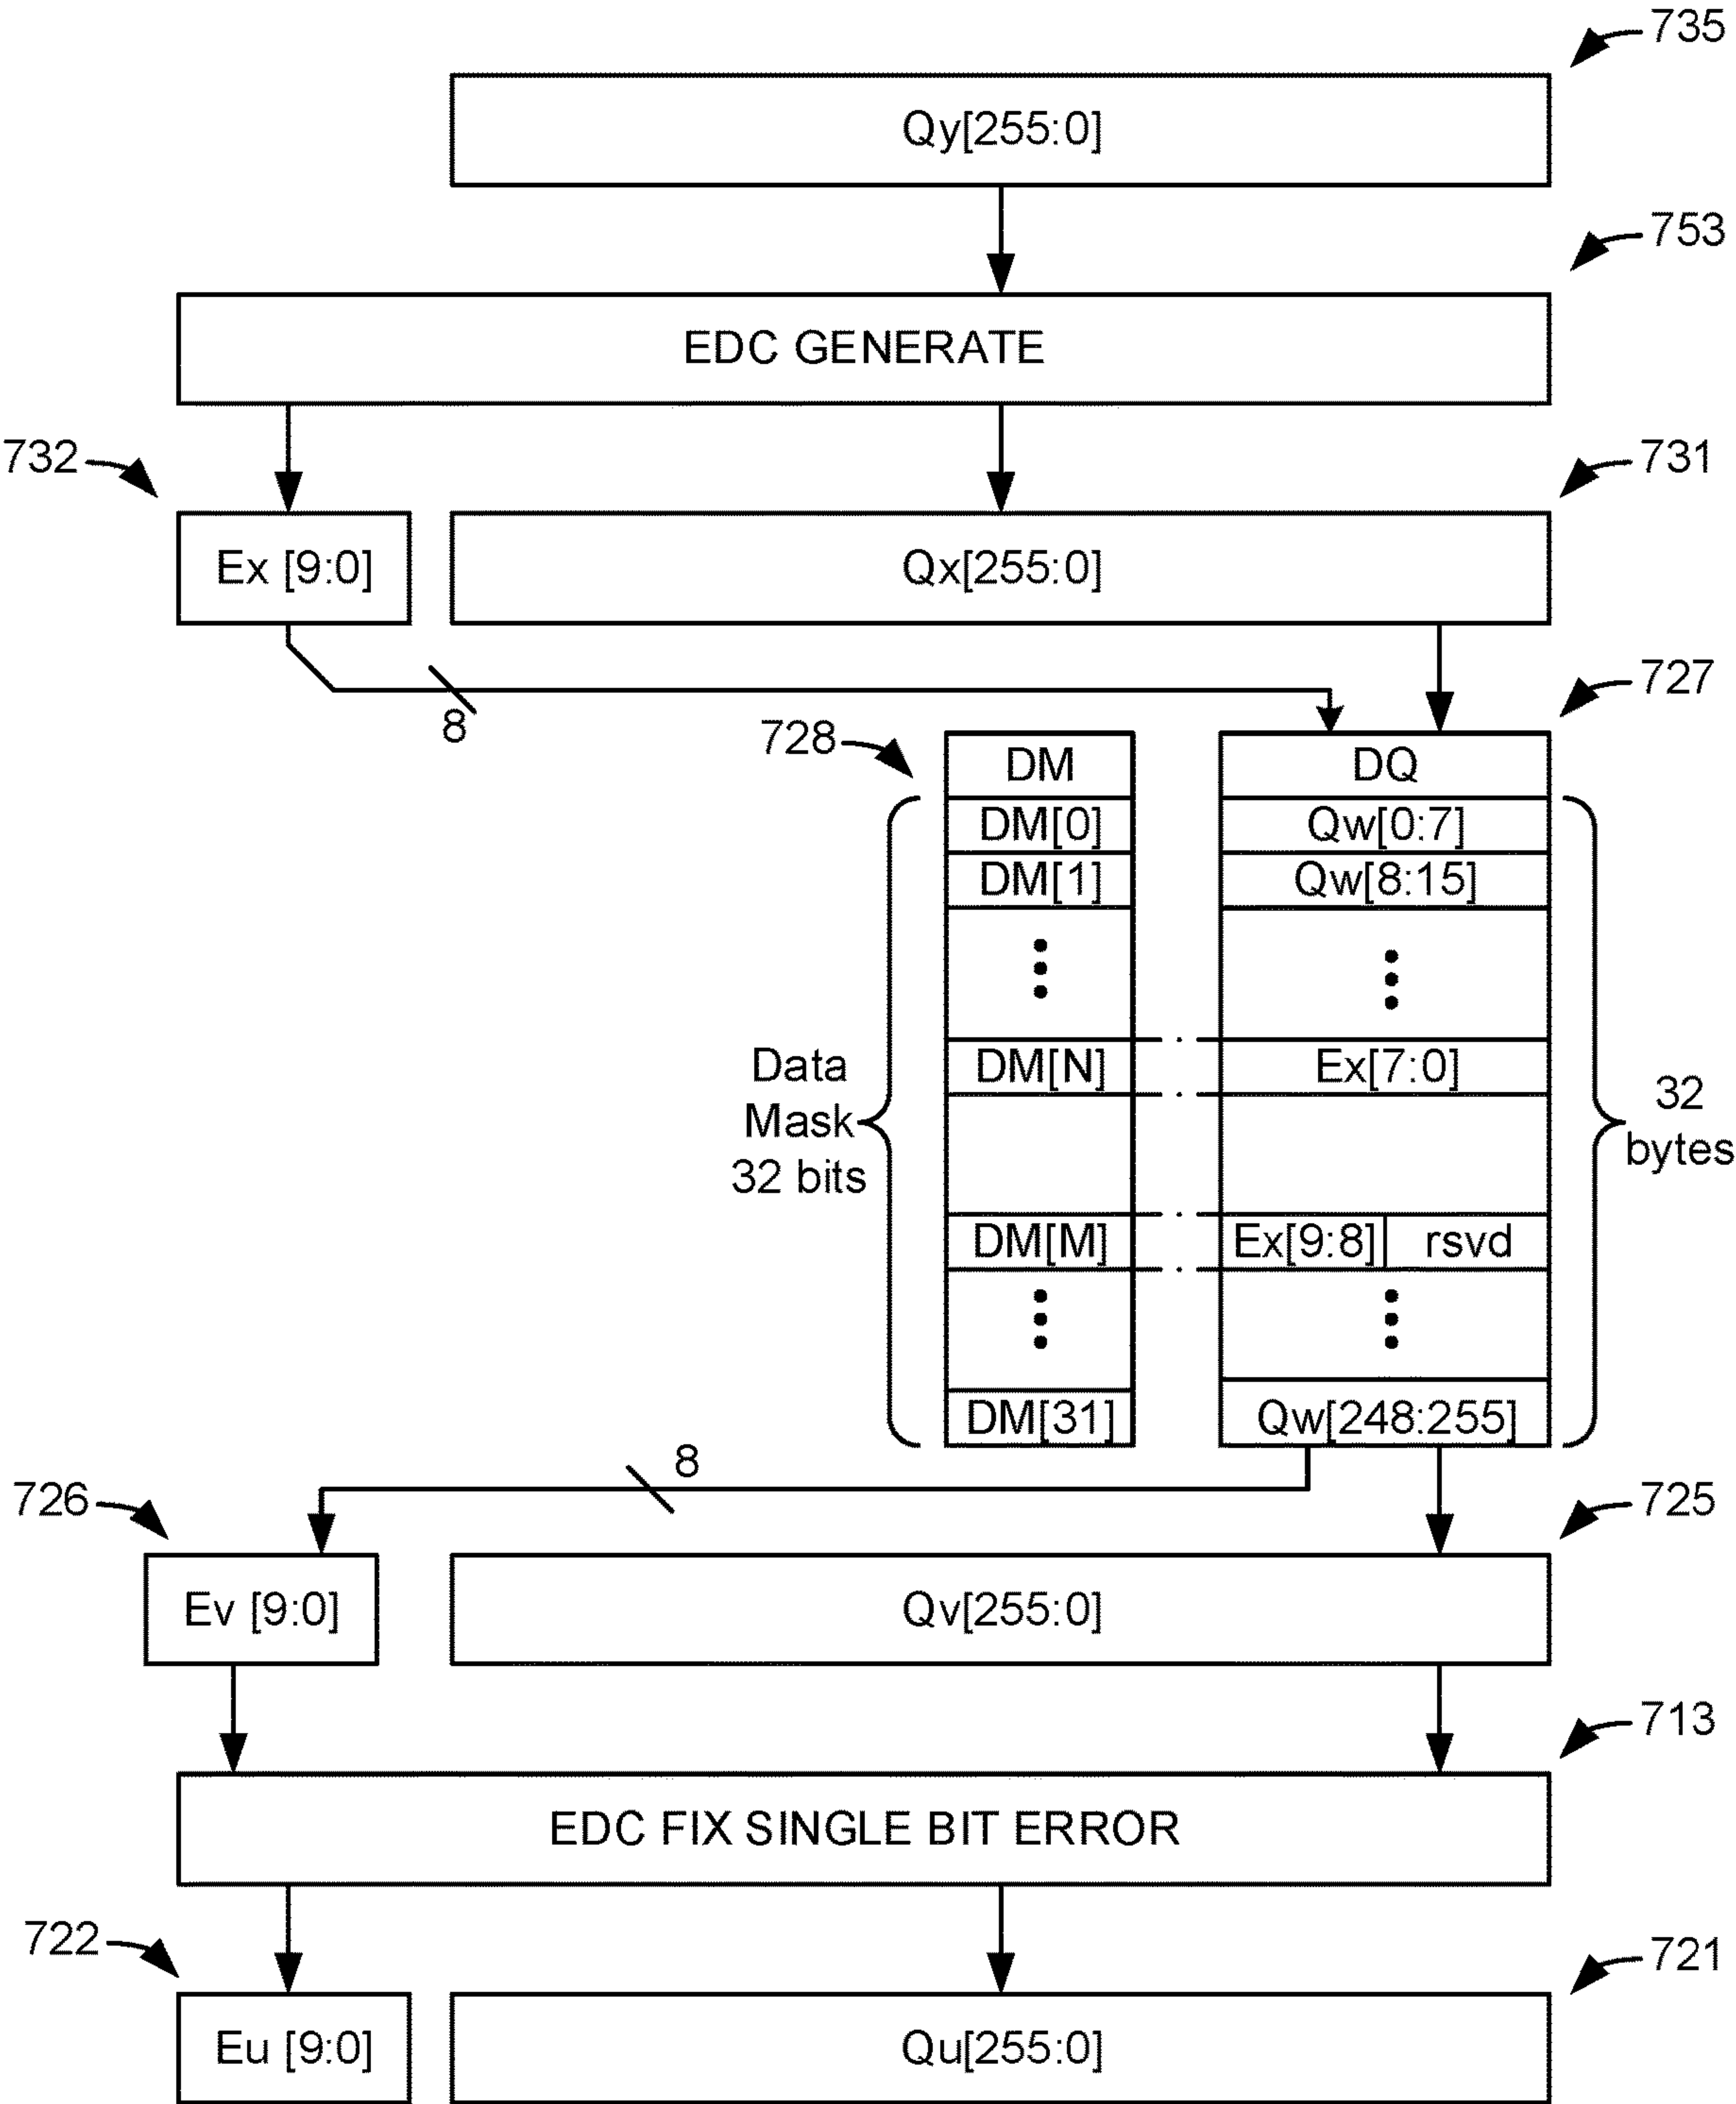 735
Qy[255:0]
753
EDC GENERATE
732
731
Ex [9:0]
Qx[255:0]
727
8
728
DM
DQ
DM[0]
Qw[0:7]
DM[1]
Qw[8:15]
DM[N]
Ex[7:0]
Data
Mask
32 bits
32
bytes
DM[M]
Ex[9:8]
rsvd
DM[31]
Qw[248:255]
8
726
725
Ev [9:0]
Qv[255:0]
713
EDC FIX SINGLE BIT ERROR
722
721
Eu [9:0]
Qu[255:0]